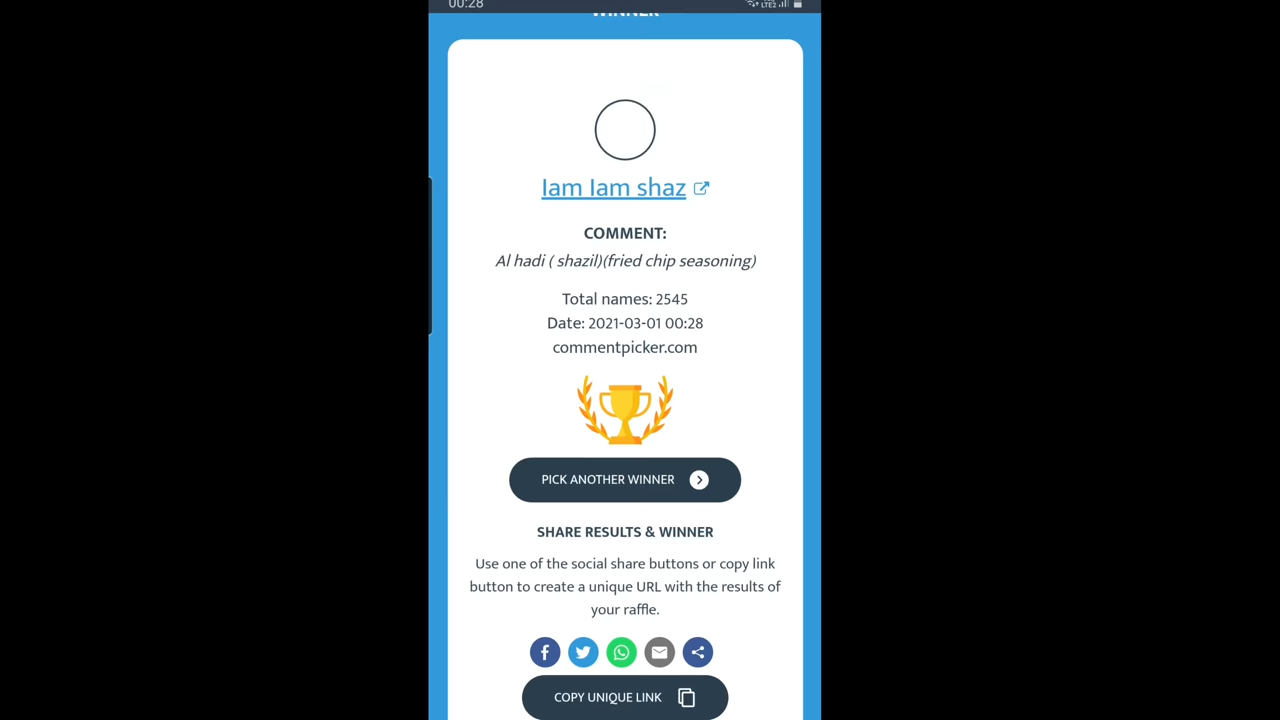 00:28 LTE2
WINNER
Iam Iam shaz
COMMENT:
Al hadi ( shazil)(fried chip seasoning)
Total names: 2545
Date: 2021-03-01 00:28
commentpicker.com
PICK ANOTHER WINNER
SHARE RESULTS & WINNER
Use one of the social share buttons or copy link
button to create a unique URL with the results of
your raffle.
COPY UNIQUE LINK